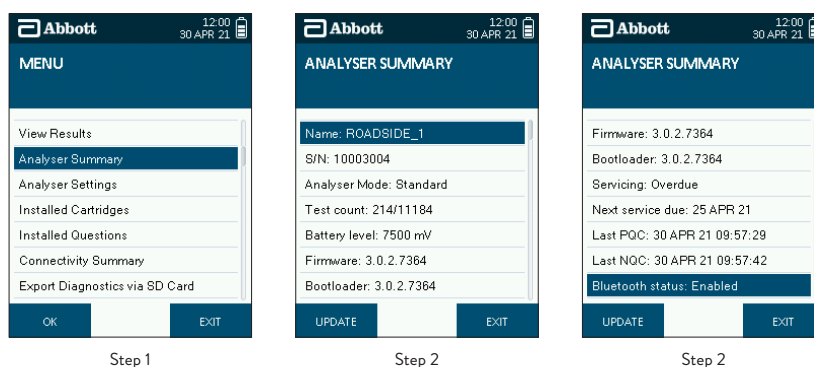 Abbott
12:00
30 APR 21
MENU
View Results
Analyser Summary
Analyser Settings
Installed Cartridges
Installed Questions
Connectivity Summary
Export Diagnostics via SD Card
OK
EXIT
Step 1
Abbott
12:00
30 APR 21
ANALYSER SUMMARY
Name: ROADSIDE_1
S/N: 10003004
Analyser Mode: Standard
Test count: 214/11184
Battery level: 7500 mV
Firmware: 3.0.2.7364
Bootloader: 3.0.2.7364
UPDATE
EXIT
Step 2
Abbott
12:00
30 APR 21
ANALYSER SUMMARY
Firmware: 3.0.2.7364
Bootloader: 3.0.2.7364
Servicing: Overdue
Next service due: 25 APR 21
Last PQC: 30 APR 21 09:57:29
Last NQC: 30 APR 21 09:57:42
Bluetooth status: Enabled
UPDATE
EXIT
Step 2